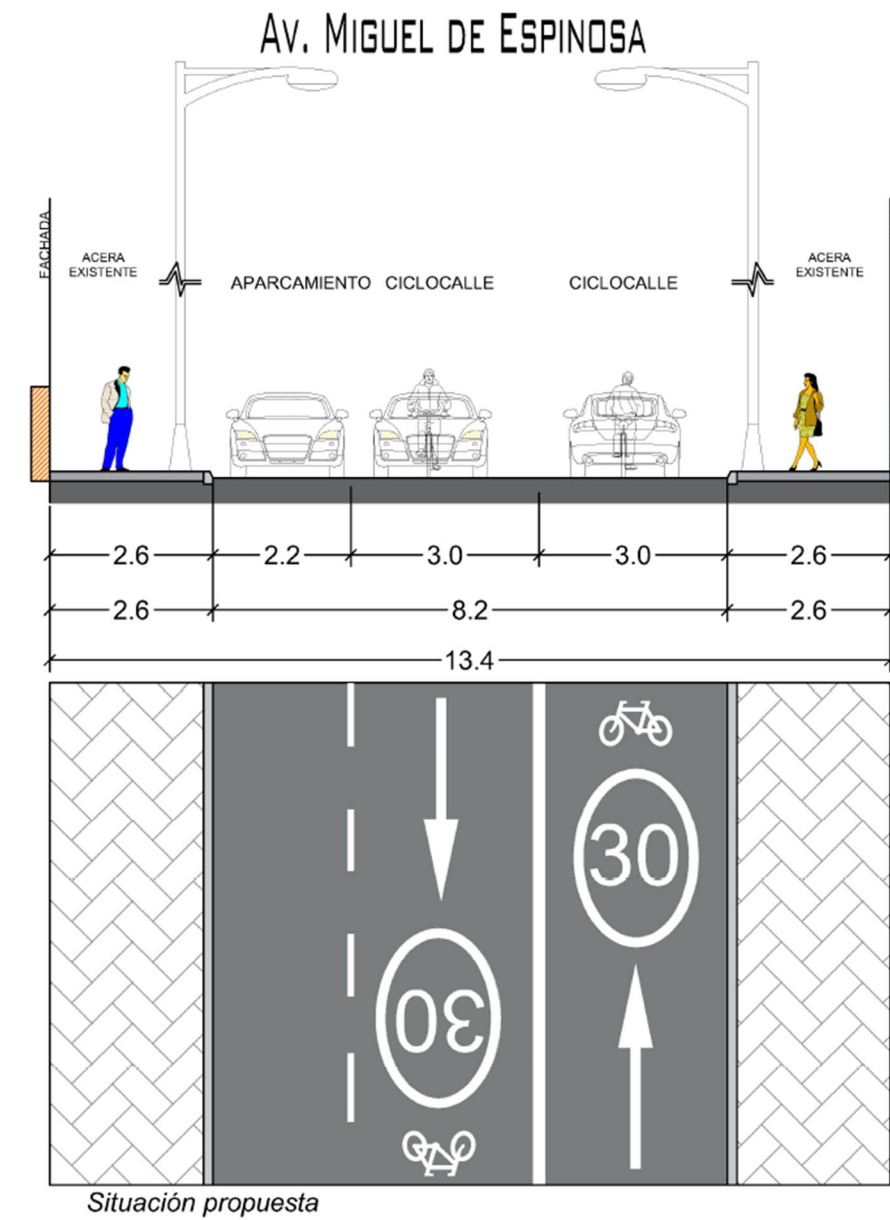 AV. MIGUEL DE ESPINOSA
FACHADA
ACERA
EXISTENTE
APARCAMIENTO
CICLOCALLE
CICLOCALLE
ACERA
EXISTENTE
2.6
2.2
3.0
3.0
2.6
2.6
8.2
2.6
13.4
30
30
Situación propuesta